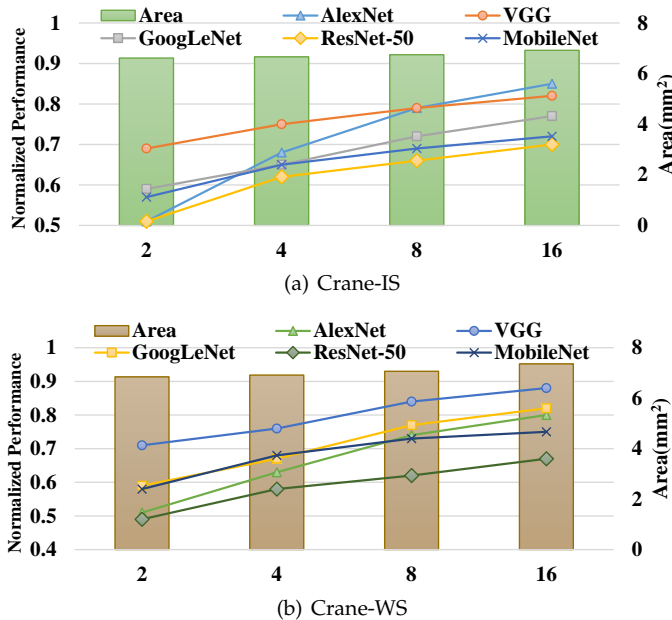 Area AlexNet VGG
GoogLeNet ResNet-50 MobileNet
1
0.9
0.8
0.7
0.6
0.5
Normalized Performance
8
6
4
2
0
Area(mm²)
2 4 8 16
(a) Crane-IS
Area AlexNet VGG
GoogLeNet ResNet-50 MobileNet
1
0.9
0.8
0.7
0.6
0.5
0.4
Normalized Performance
8
6
4
2
0
Area(mm²)
2 4 8 16
(b) Crane-WS